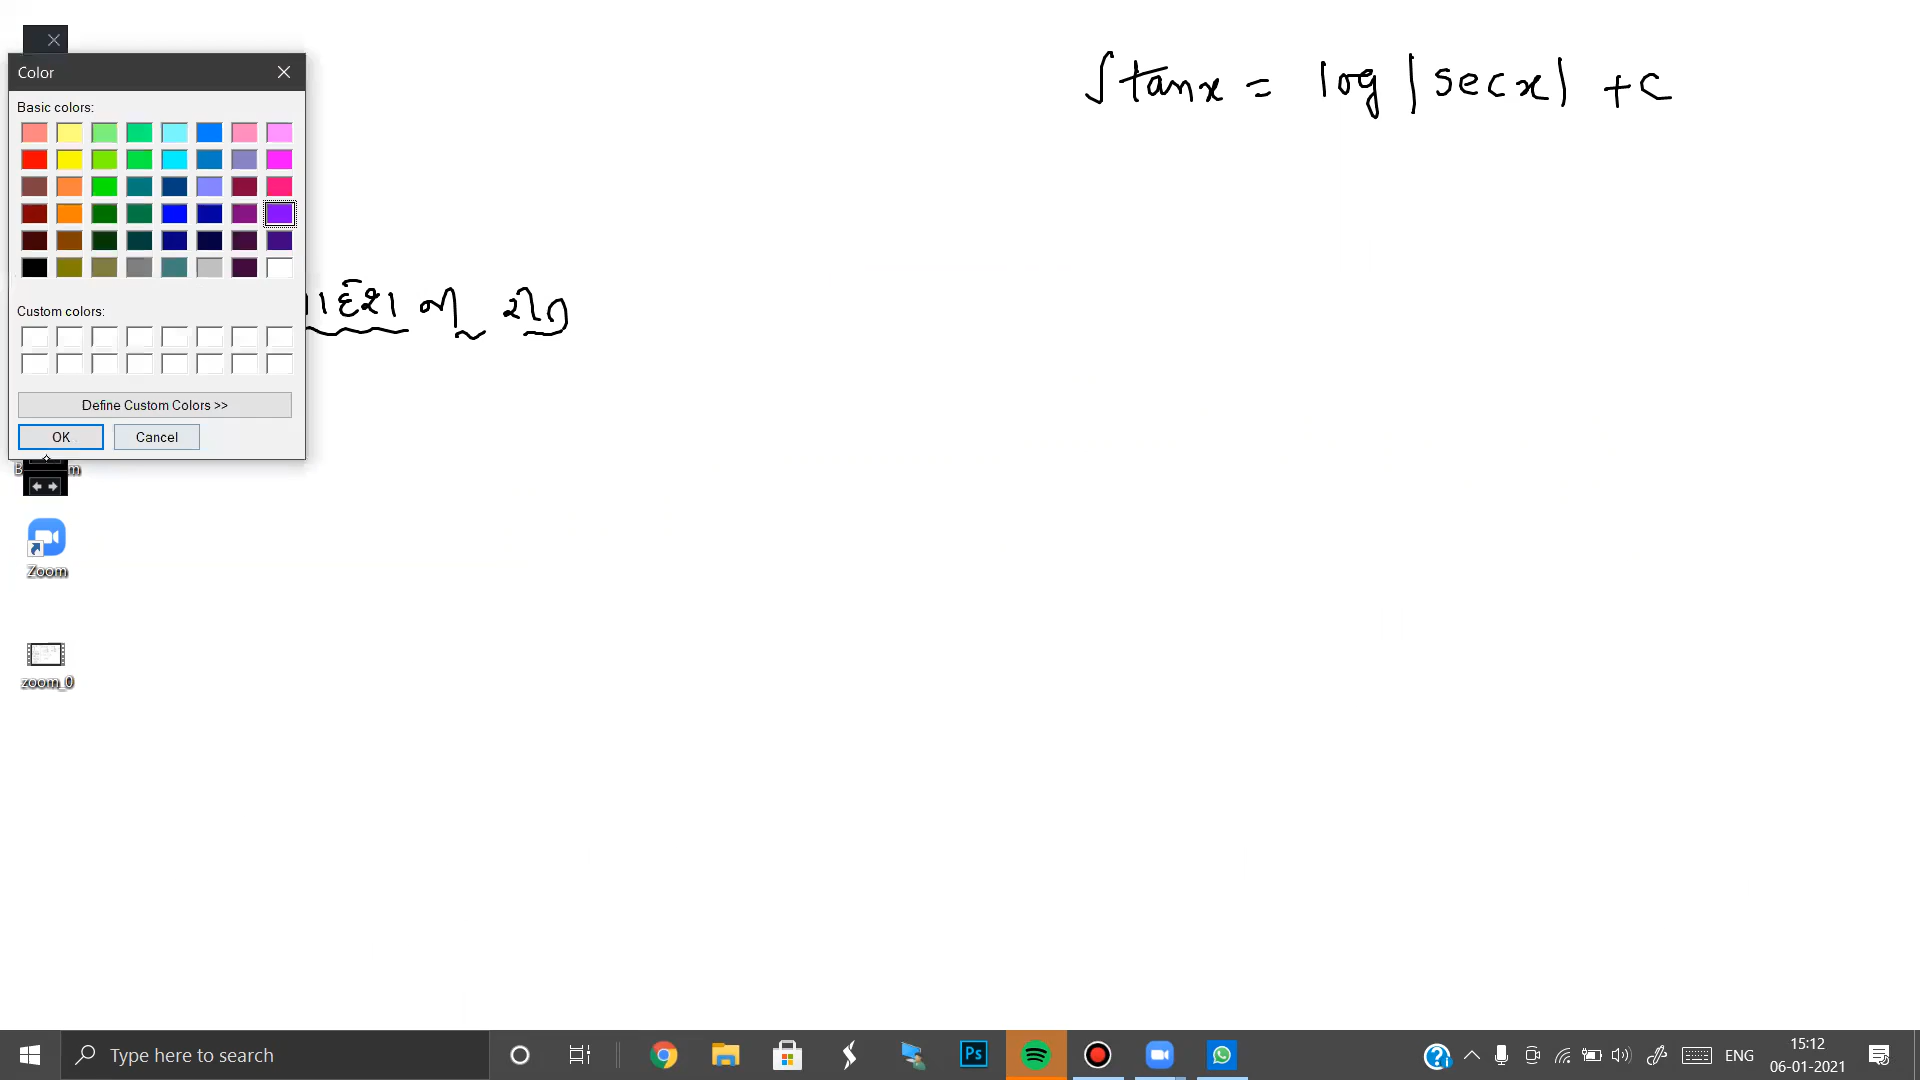 Color
∫tanx = log |secx| +c
Basic colors:
Custom colors:
Define Custom Colors >>
OK Cancel
Zoom
zoom_0
Type here to search
Ps
ENG
15:12
06-01-2021